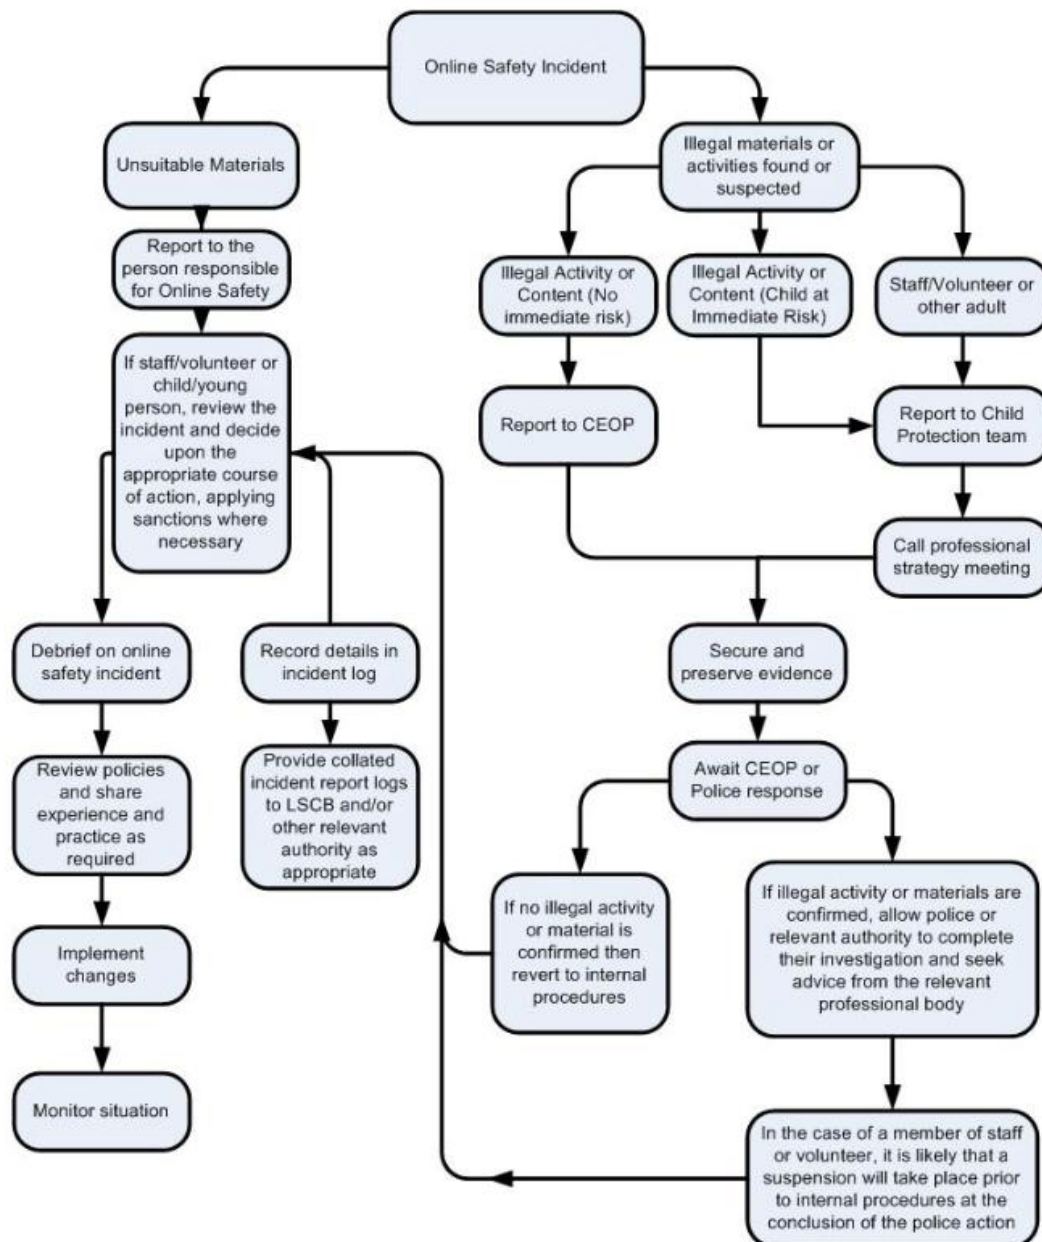 Online Safety Incident
Unsuitable Materials
Report to the
person responsible
for Online Safety
If staff/volunteer or
child/young
person, review the
incident and decide
upon the
appropriate course
of action, applying
sanctions where
necessary
Debrief on online
safety incident
Review policies
and share
experience and
practice as
required
Implement
changes
Monitor situation
Record details in
incident log
Provide collated
incident report logs
to LSCB and/or
other relevant
authority as
appropriate
Illegal materials or
activities found or
suspected
Illegal Activity or
Content (No
immediate risk)
Illegal Activity or
Content (Child at
Immediate Risk)
Staff/Volunteer or
other adult
Report to CEOP
Report to Child
Protection team
Call professional
strategy meeting
Secure and
preserve evidence
Await CEOP or
Police response
If no illegal activity
or material is
confirmed then
revert to internal
procedures
If illegal activity or materials are
confirmed, allow police or
relevant authority to complete
their investigation and seek
advice from the relevant
professional body
In the case of a member of staff
or volunteer, it is likely that a
suspension will take place prior
to internal procedures at the
conclusion of the police action